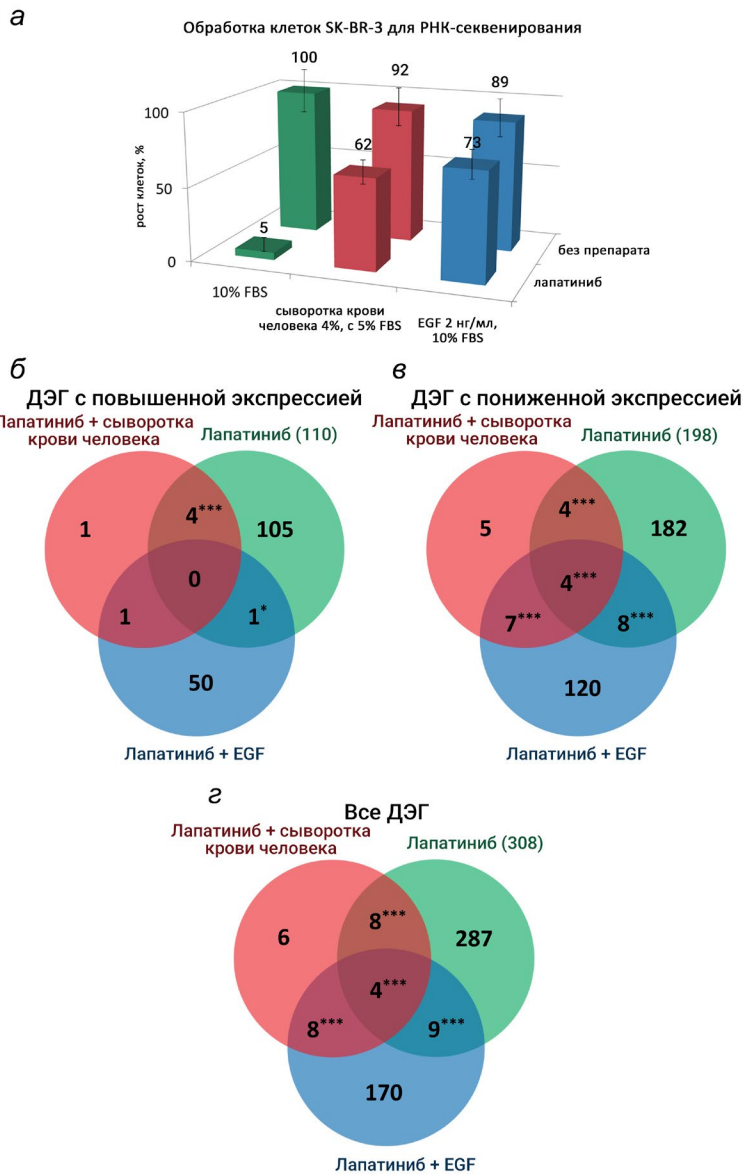 а
Обработка клеток SK-BR-3 для РНК-секвенирования
100
92
89
100
62
73
50
5
0
рост клеток, %
без препарата
лапатиниб
10% FBS
сыворотка крови
человека 4%, с 5% FBS
EGF 2 нг/мл,
10% FBS
б
ДЭГ с повышенной экспрессией
Лапатиниб + сыворотка
крови человека
Лапатиниб (110)
4***
1
105
0
1
1*
50
Лапатиниб + EGF
в
ДЭГ с пониженной экспрессией
Лапатиниб + сыворотка
крови человека
Лапатиниб (198)
4***
5
182
4***
7***
8***
120
Лапатиниб + EGF
г
Все ДЭГ
Лапатиниб + сыворотка
крови человека
Лапатиниб (308)
8***
6
287
4***
8***
9***
170
Лапатиниб + EGF